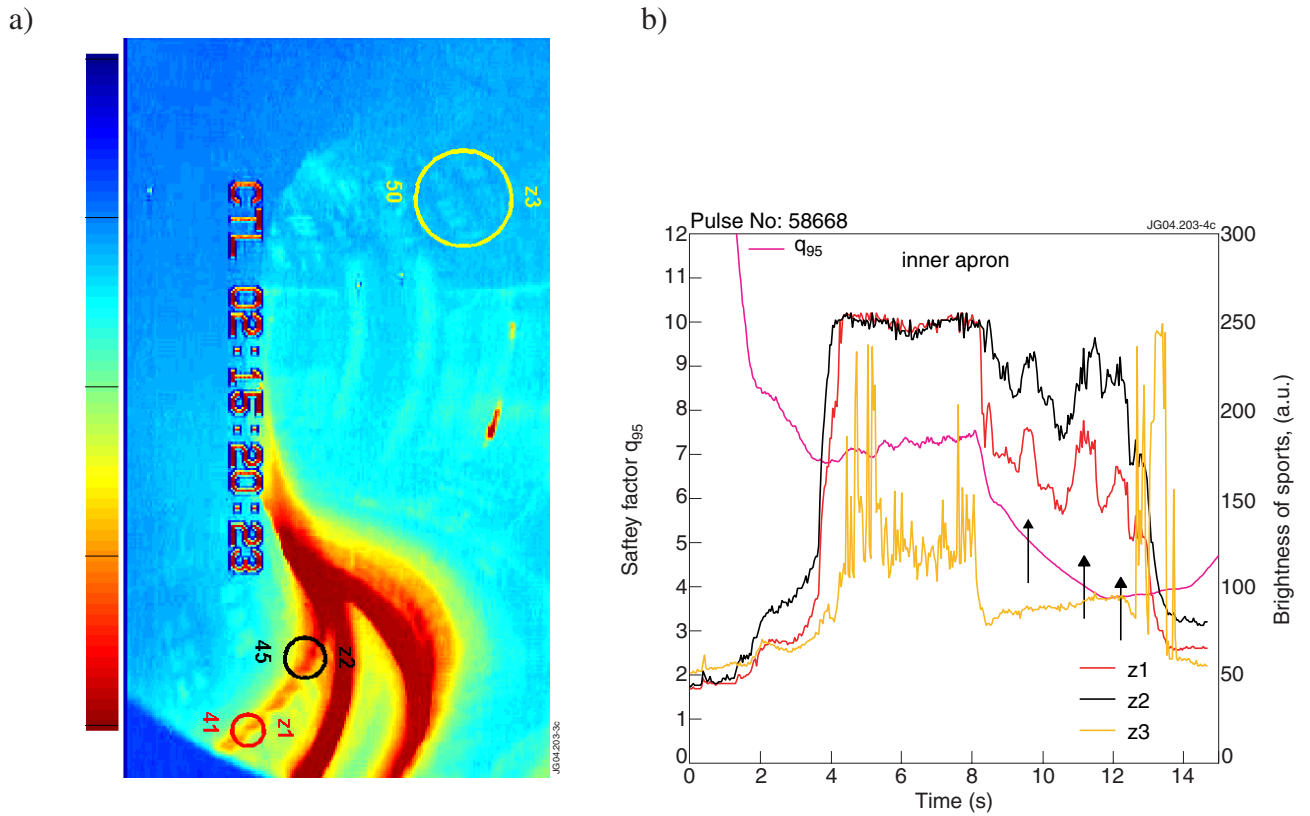 a)
CTL 02:15:20:23
50
z3
45
z2
41
z1
JG04.203-3c
b)
Pulse No: 58668
JG04.203-4c
q95
inner apron
12
11
10
9
8
7
6
5
4
3
2
1
0
Saftey factor q95
300
250
200
150
100
50
0
Brightness of sports, (a.u.)
z1
z2
z3
0
2
4
6
8
10
12
14
Time (s)